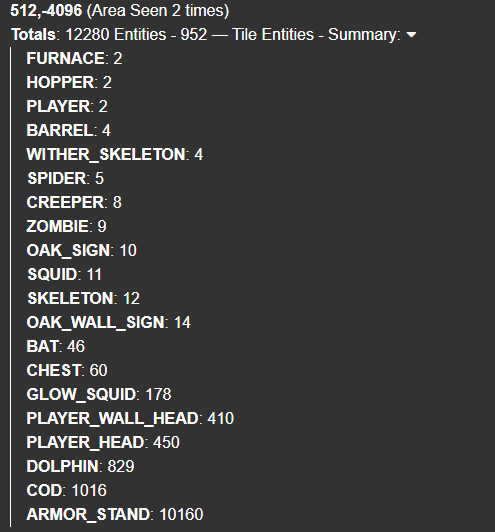 512,-4096 (Area Seen 2 times)
Totals: 12280 Entities - 952 — Tile Entities - Summary:
FURNACE: 2
HOPPER: 2
PLAYER: 2
BARREL: 4
WITHER_SKELETON: 4
SPIDER: 5
CREEPER: 8
ZOMBIE: 9
OAK_SIGN: 10
SQUID: 11
SKELETON: 12
OAK_WALL_SIGN: 14
BAT: 46
CHEST: 60
GLOW_SQUID: 178
PLAYER_WALL_HEAD: 410
PLAYER_HEAD: 450
DOLPHIN: 829
COD: 1016
ARMOR_STAND: 10160